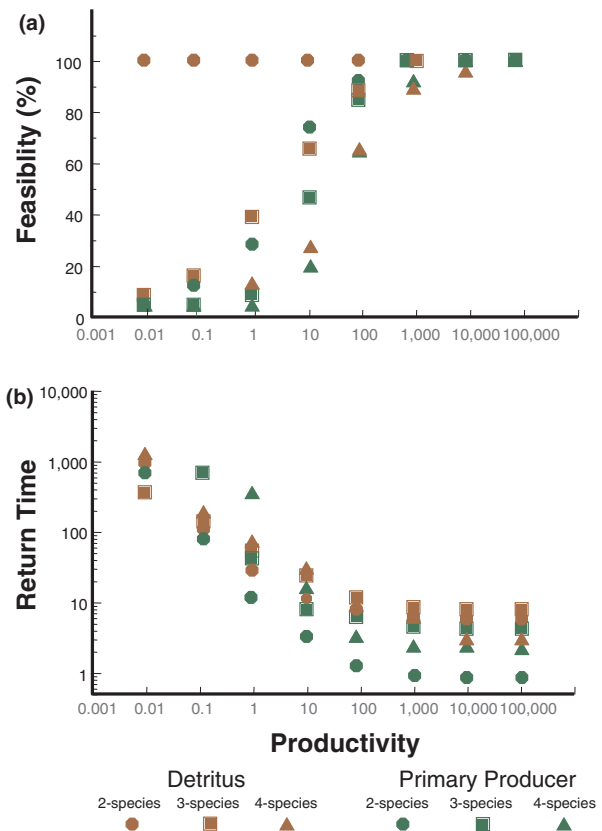 (a)
Feasiblity (%)
100
80
60
40
20
0
0.001 0.01 0.1 1 10 100 1,000 10,000 100,000
(b)
Return Time
10,000
1,000
100
10
1
0.001 0.01 0.1 1 10 100 1,000 10,000 100,000
Productivity
Detritus Primary Producer
2-species 3-species 4-species 2-species 3-species 4-species